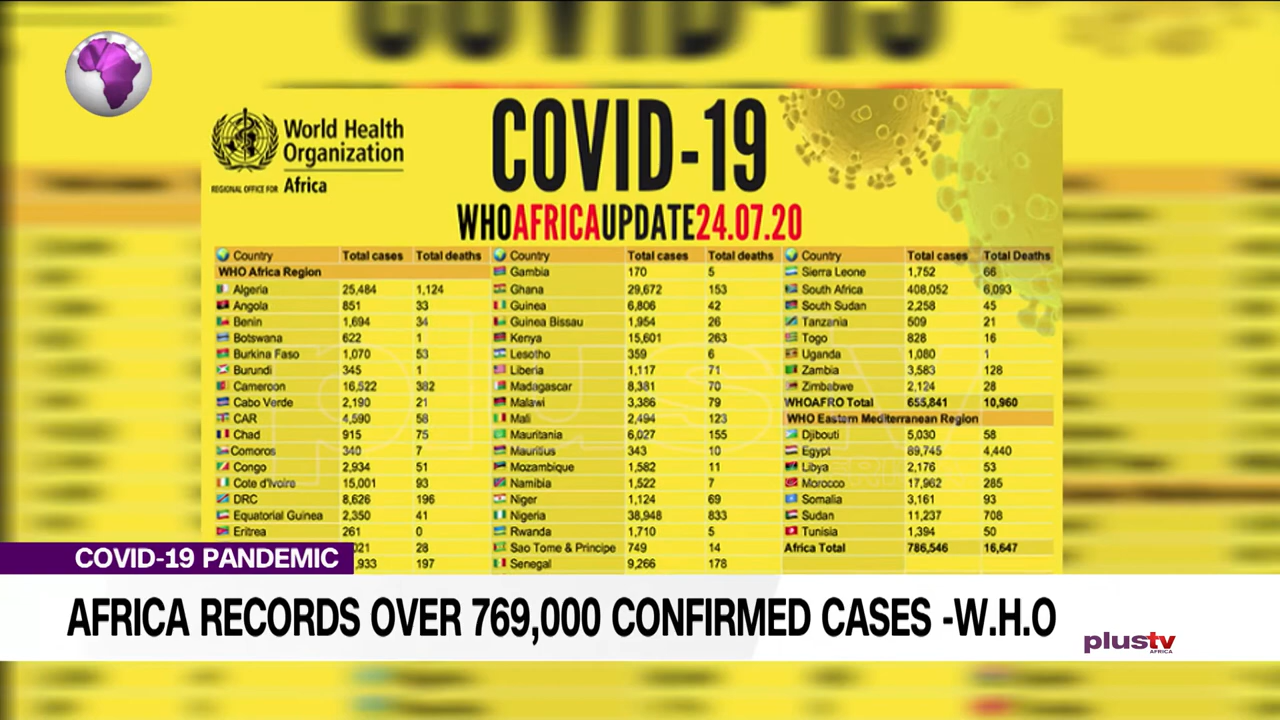 COVID-19
World Health
Organization
REGIONAL OFFICE FOR Africa
COVID-19
WHOAFRICAUPDATE24.07.20
Country Total cases Total deaths Country Total cases Total deaths Country Total cases Total Deaths
WHO Africa Region Gambia 170 5 Sierra Leone 1,752 66
Algeria 25,484 1,124 Ghana 29,672 153 South Africa 408,052 6,093
Angola 851 33 Guinea 6,806 42 South Sudan 2,258 45
Benin 1,694 34 Guinea Bissau 1,954 26 Tanzania 509 21
Botswana 622 1 Kenya 15,601 263 Togo 828 16
Burkina Faso 1,070 53 Lesotho 359 6 Uganda 1,080 1
Burundi 345 1 Liberia 1,117 71 Zambia 3,583 128
Cameroon 16,522 382 Madagascar 8,381 70 Zimbabwe 2,124 28
Cabo Verde 2,190 21 Malawi 3,386 79 WHOAFRO Total 655,841 10,960
CAR 4,590 58 Mali 2,494 123 WHO Eastern Mediterranean Region
Chad 915 75 Mauritania 6,027 155 Djibouti 5,030 58
Comoros 340 7 Mauritius 343 10 Egypt 89,745 4,440
Congo 2,934 51 Mozambique 1,582 11 Libya 2,176 53
Cote d'Ivoire 15,001 93 Namibia 1,522 7 Morocco 17,962 285
DRC 8,626 196 Niger 1,124 69 Somalia 3,161 93
Equatorial Guinea 2,350 41 Nigeria 38,948 833 Sudan 11,237 708
Eritrea 261 0 Rwanda 1,710 5 Tunisia 1,394 50
,021 28 Sao Tome & Principe 749 14 Africa Total 786,546 16,647
,933 197 Senegal 9,266 178
COVID-19 PANDEMIC
AFRICA RECORDS OVER 769,000 CONFIRMED CASES -W.H.O
plustv
AFRICA